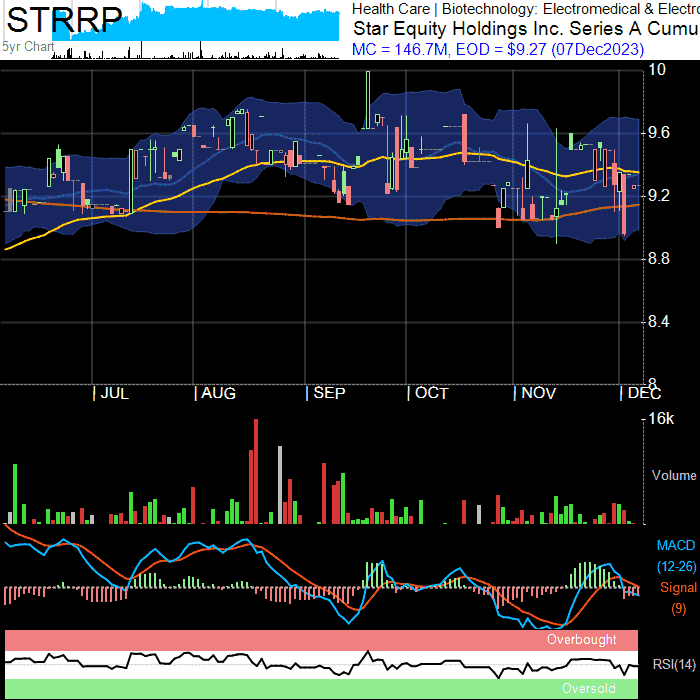 STRRP
5yr Chart
Health Care | Biotechnology: Electromedical & Electro
Star Equity Holdings Inc. Series A Cumu
MC = 146.7M, EOD = $9.27 (07Dec2023)
10
9.6
9.2
8.8
8.4
8
JUL
AUG
SEP
OCT
NOV
DEC
16k
Volume
MACD
(12-26)
Signal
(9)
Overbought
RSI(14)
Oversold